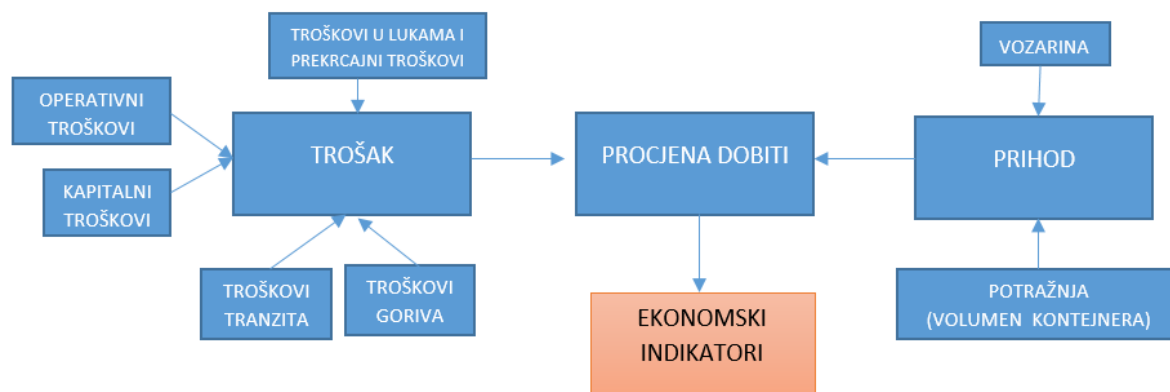 TROŠKOVI U LUKAMA I
PREKRCAJNI TROŠKOVI
VOZARINA
OPERATIVNI
TROŠKOVI
TROŠAK
PROCJENA DOBITI
PRIHOD
KAPITALNI
TROŠKOVI
TROŠKOVI
TRANZITA
TROŠKOVI
GORIVA
EKONOMSKI
INDIKATORI
POTRAŽNJA
(VOLUMEN KONTEJNERA)